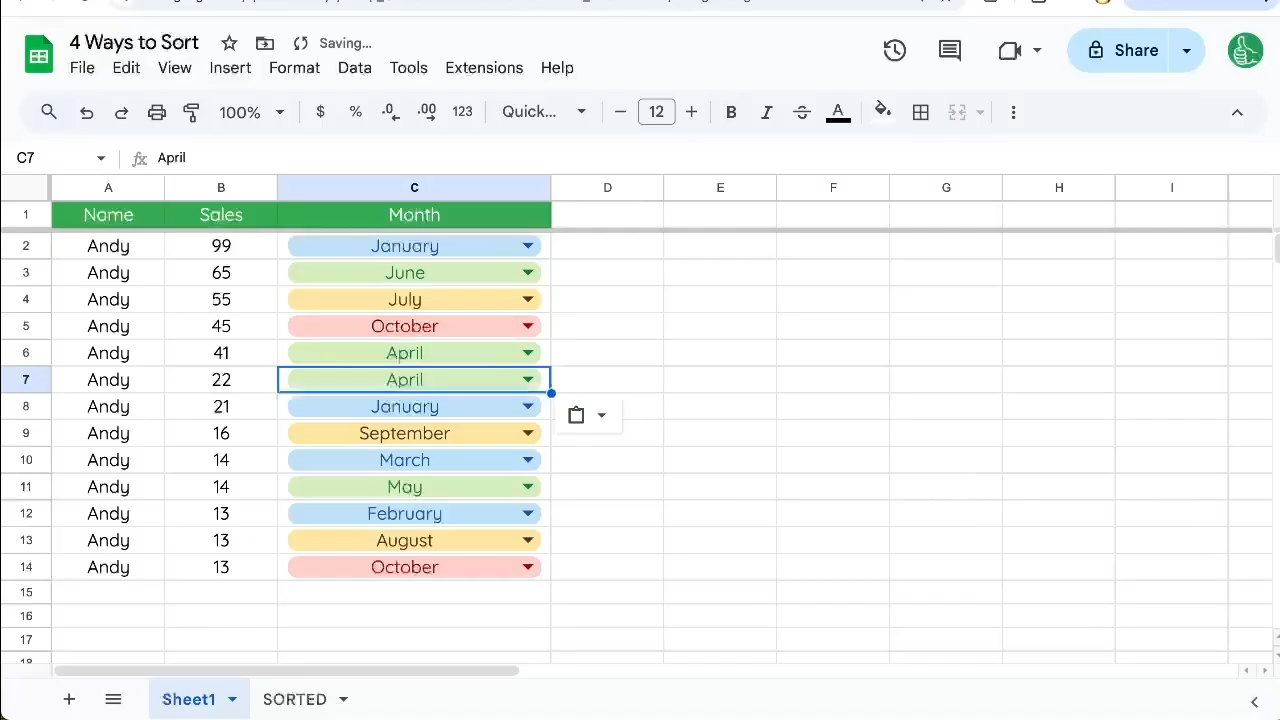 4 Ways to Sort Saving...
File Edit View Insert Format Data Tools Extensions Help
Share
100% $ % .0 .00 123 Quick... 12 B I S A
C7 fx April
A B C D E F G H I
1 Name Sales Month
2 Andy 99 January
3 Andy 65 June
4 Andy 55 July
5 Andy 45 October
6 Andy 41 April
7 Andy 22 April
8 Andy 21 January
9 Andy 16 September
10 Andy 14 March
11 Andy 14 May
12 Andy 13 February
13 Andy 13 August
14 Andy 13 October
15
16
17
18
Sheet1 SORTED